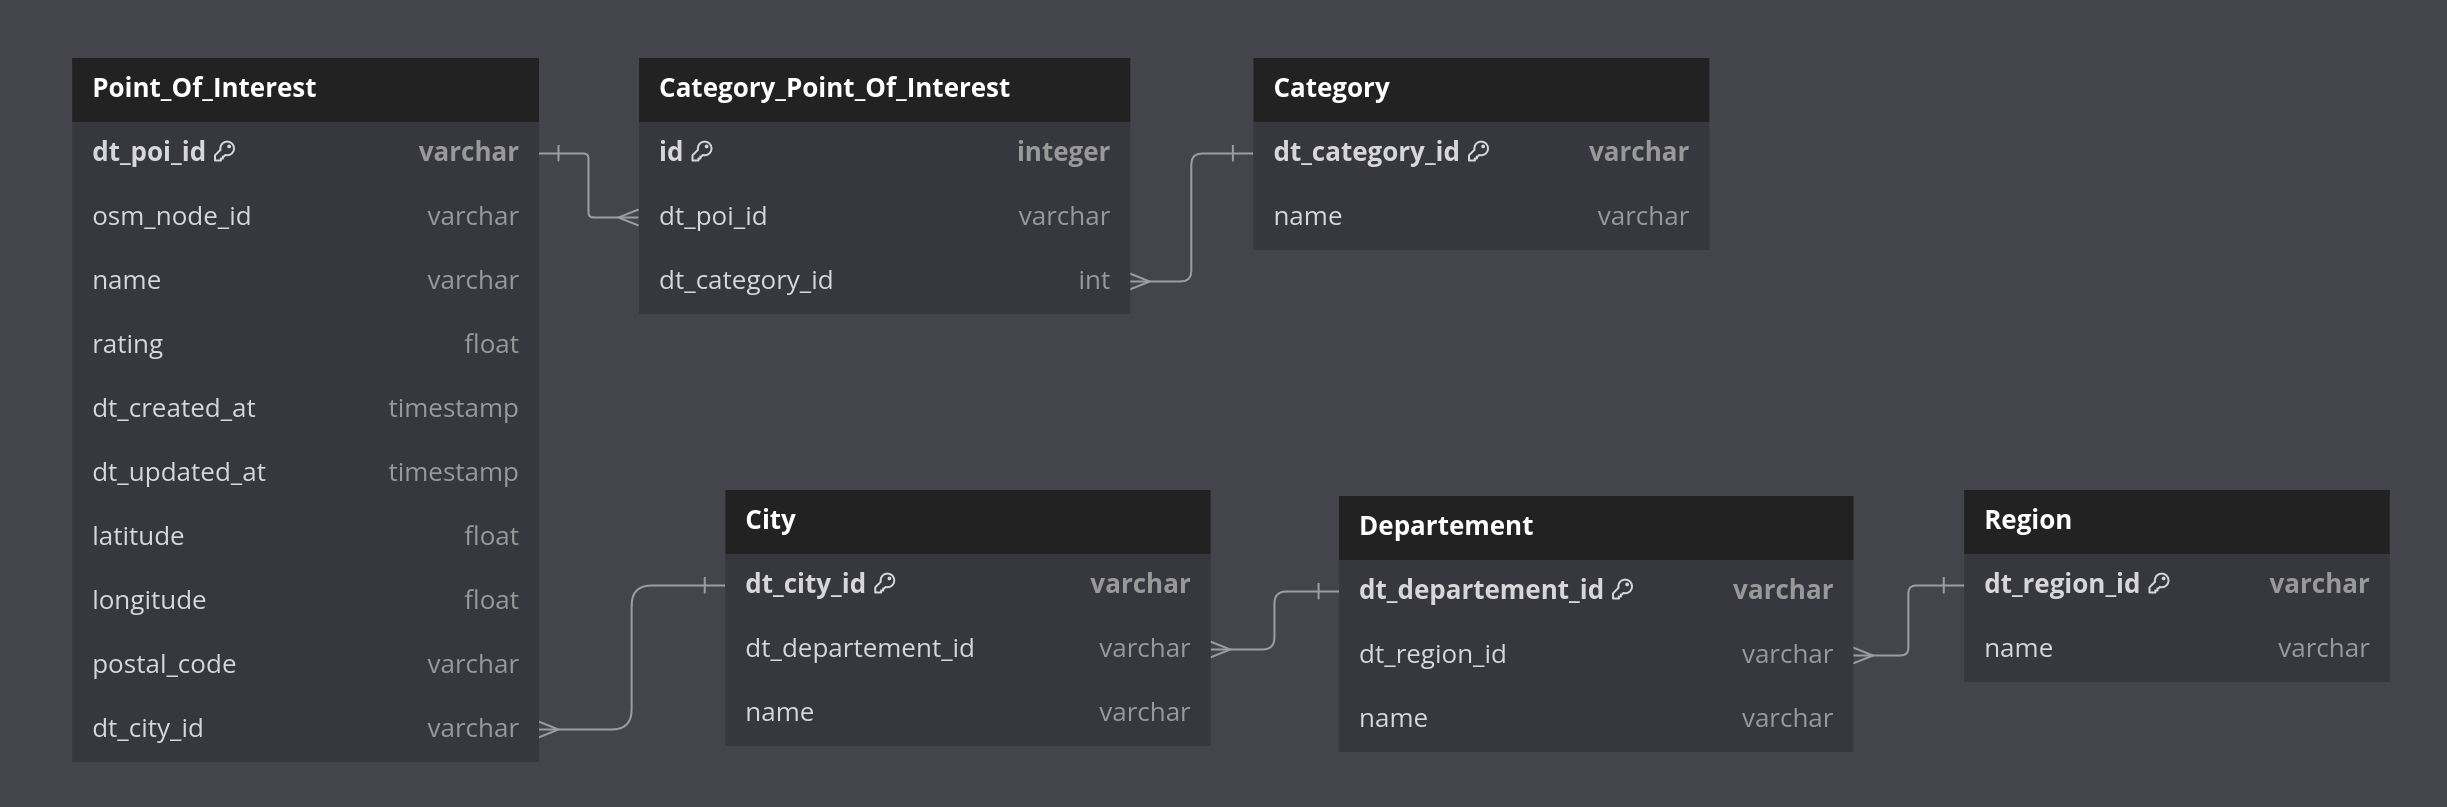 Point_Of_Interest
dt_poi_id varchar
osm_node_id varchar
name varchar
rating float
dt_created_at timestamp
dt_updated_at timestamp
latitude float
longitude float
postal_code varchar
dt_city_id varchar
Category_Point_Of_Interest
id integer
dt_poi_id varchar
dt_category_id int
Category
dt_category_id varchar
name varchar
City
dt_city_id varchar
dt_departement_id varchar
name varchar
Departement
dt_departement_id varchar
dt_region_id varchar
name varchar
Region
dt_region_id varchar
name varchar